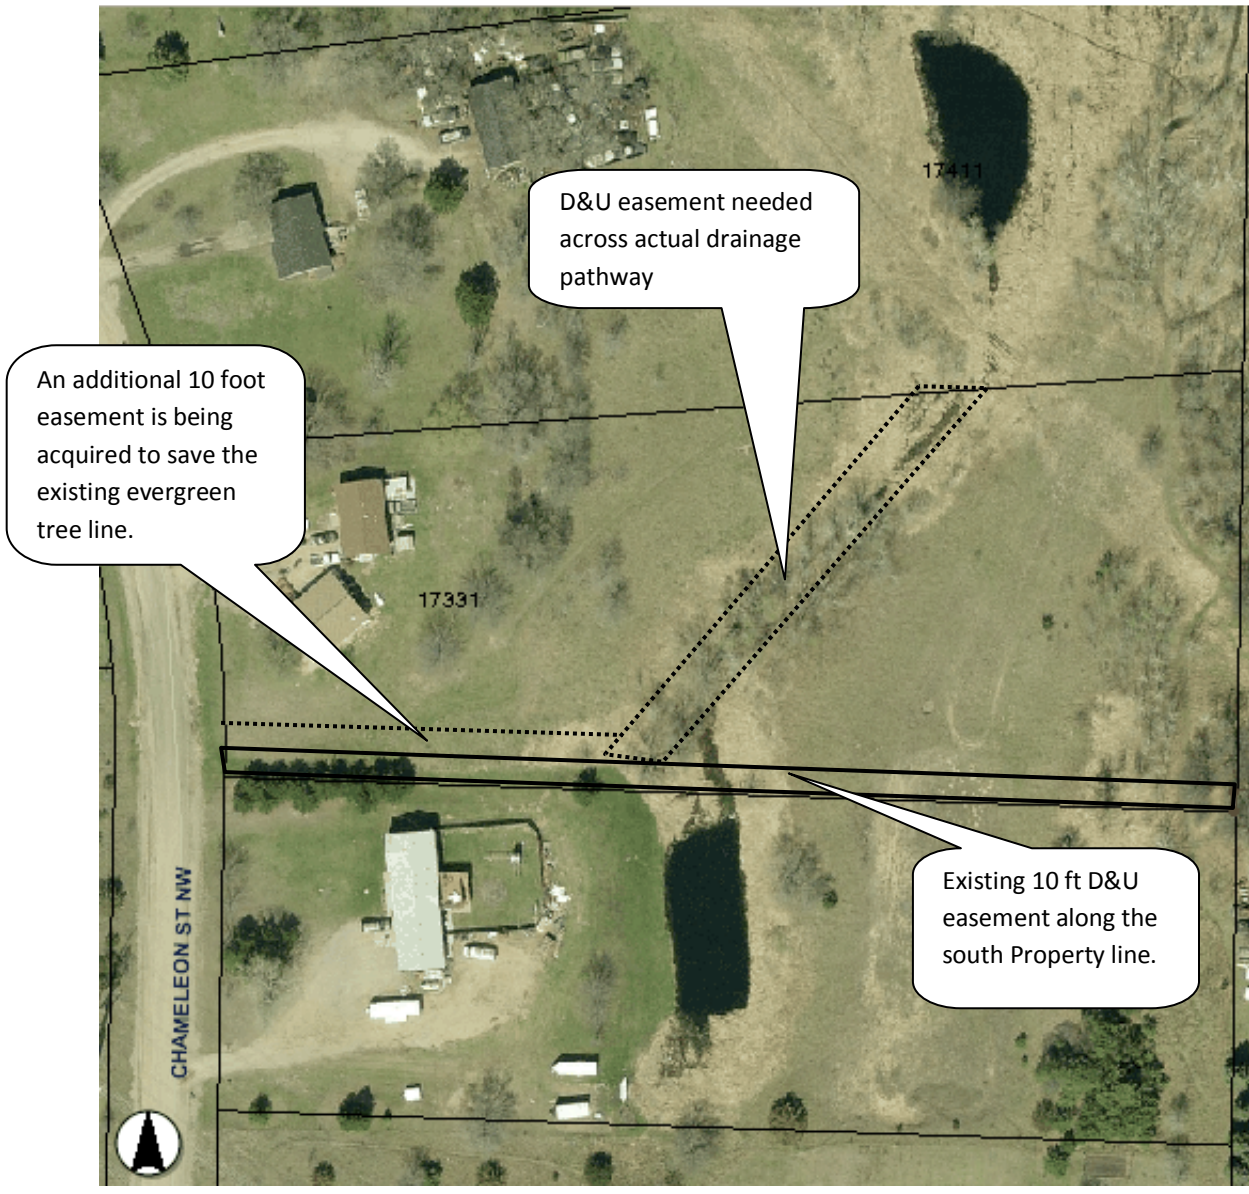 17411
D&U easement needed
across actual drainage
pathway
An additional 10 foot
easement is being
acquired to save the
existing evergreen
tree line.
17331
Existing 10 ft D&U
easement along the
south Property line.
CHAMELEON ST NW